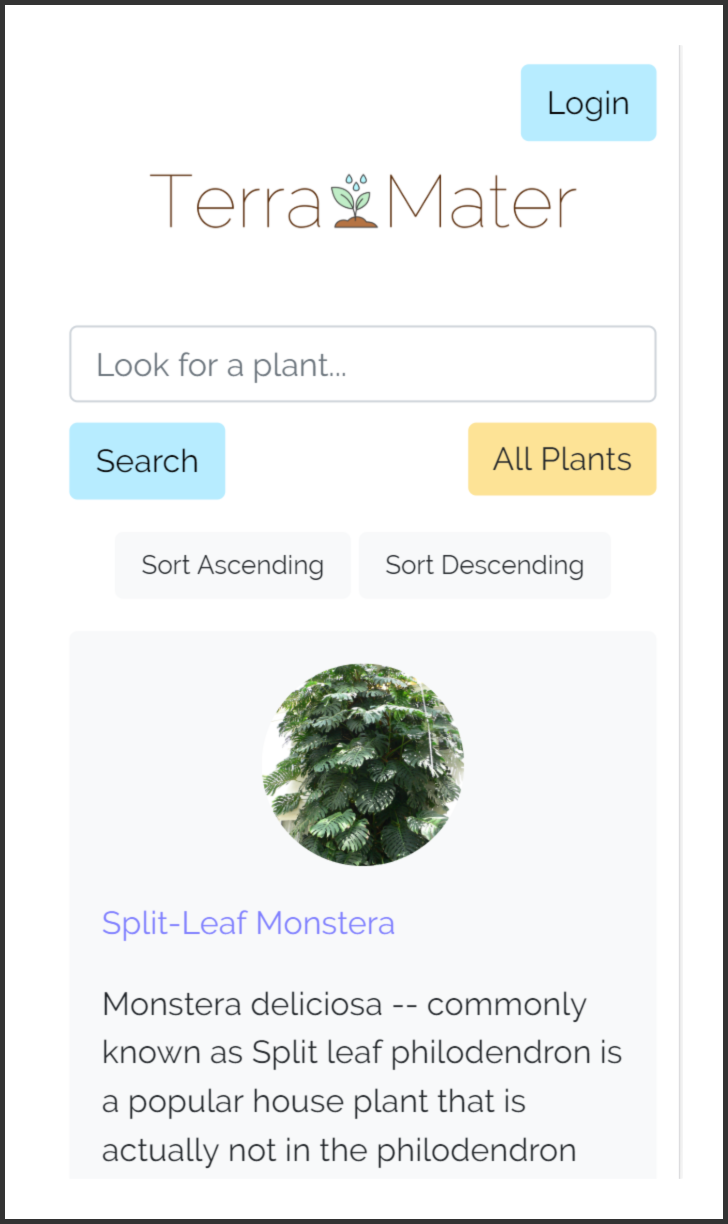 Login
Terra Mater
Look for a plant...
Search
All Plants
Sort Ascending
Sort Descending
Split-Leaf Monstera
Monstera deliciosa -- commonly
known as Split leaf philodendron is
a popular house plant that is
actually not in the philodendron